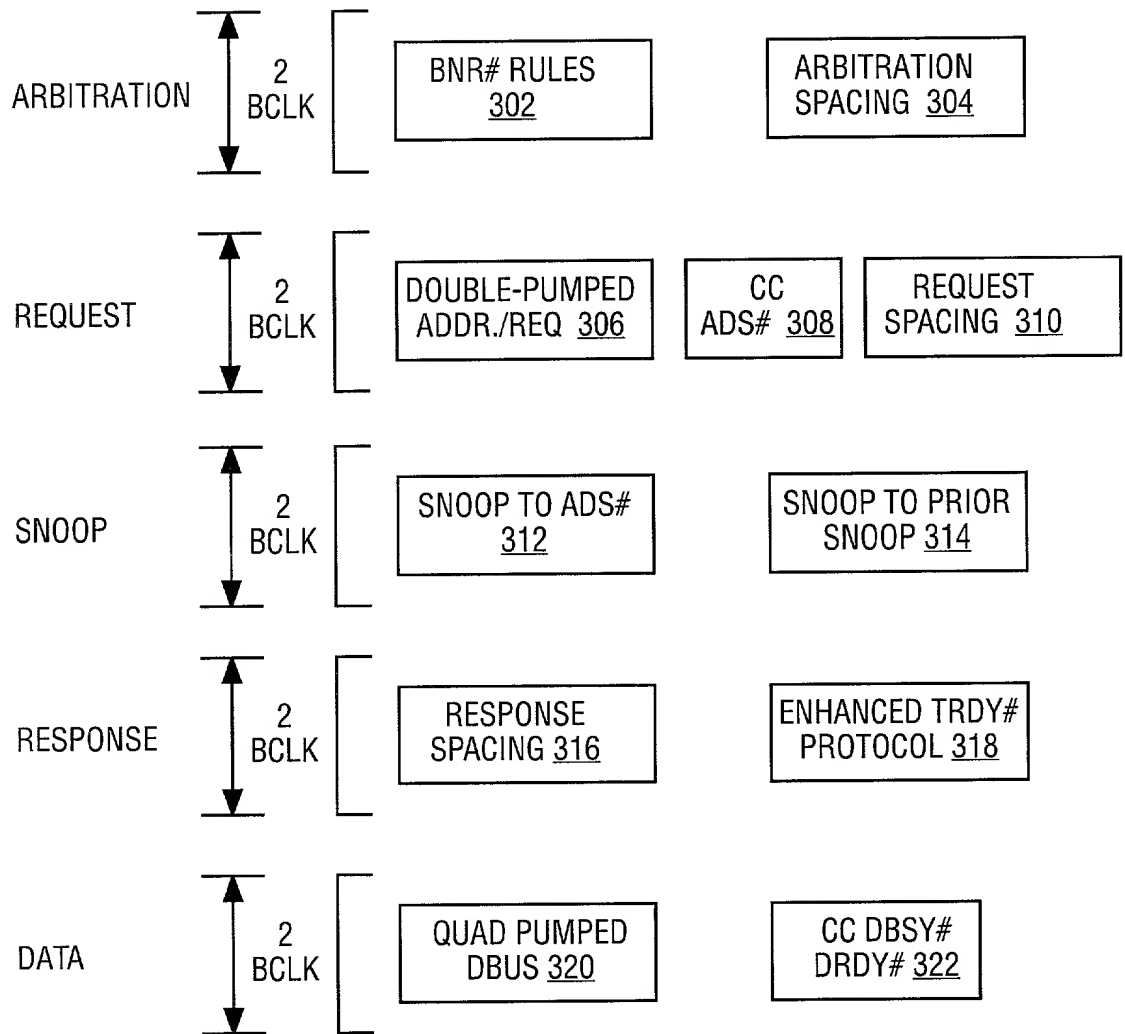 ARBITRATION
2
BCLK
BNR# RULES
302
ARBITRATION
SPACING 304
REQUEST
2
BCLK
DOUBLE-PUMPED
ADDR./REQ 306
CC
ADS# 308
REQUEST
SPACING 310
SNOOP
2
BCLK
SNOOP TO ADS#
312
SNOOP TO PRIOR
SNOOP 314
RESPONSE
2
BCLK
RESPONSE
SPACING 316
ENHANCED TRDY#
PROTOCOL 318
DATA
2
BCLK
QUAD PUMPED
DBUS 320
CC DBSY#
DRDY# 322